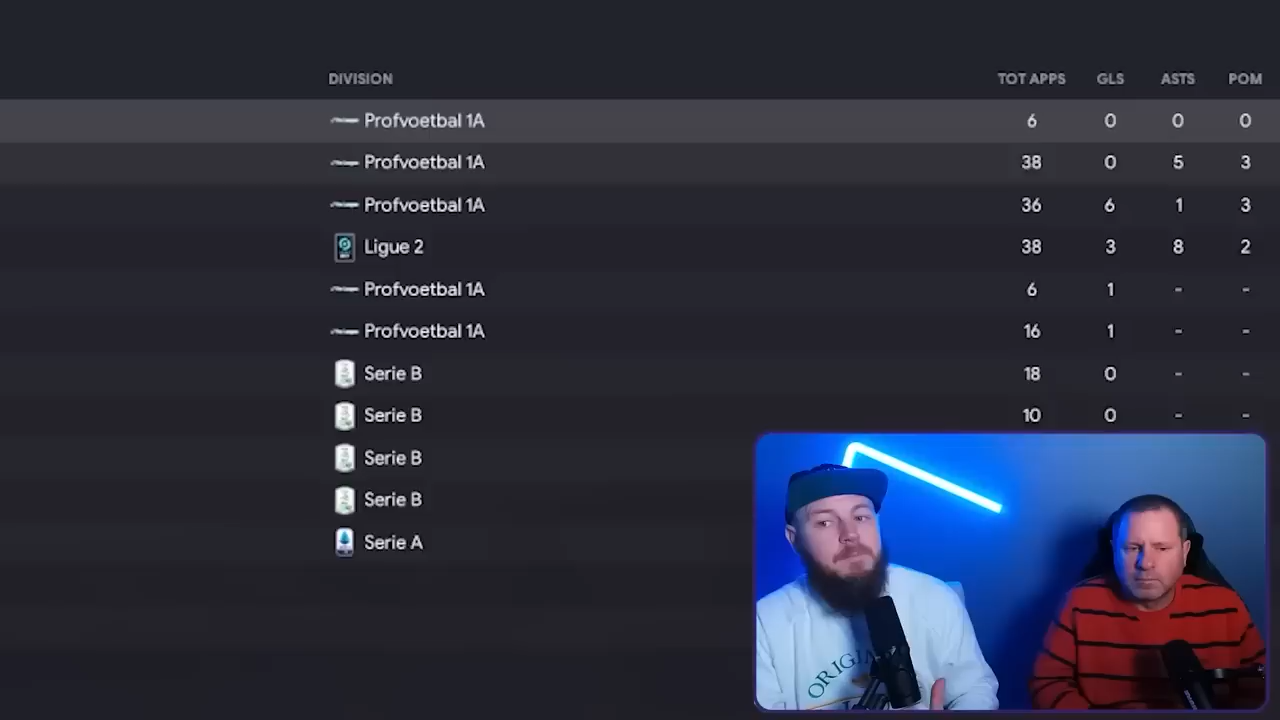 DIVISION TOT APPS GLS ASTS POM
Profvoetbal 1A 6 0 0 0
Profvoetbal 1A 38 0 5 3
Profvoetbal 1A 36 6 1 3
Ligue 2 38 3 8 2
Profvoetbal 1A 6 1 - -
Profvoetbal 1A 16 1 - -
Serie B 18 0 - -
Serie B 10 0 - -
Serie B
Serie B
Serie A
ORIGIN